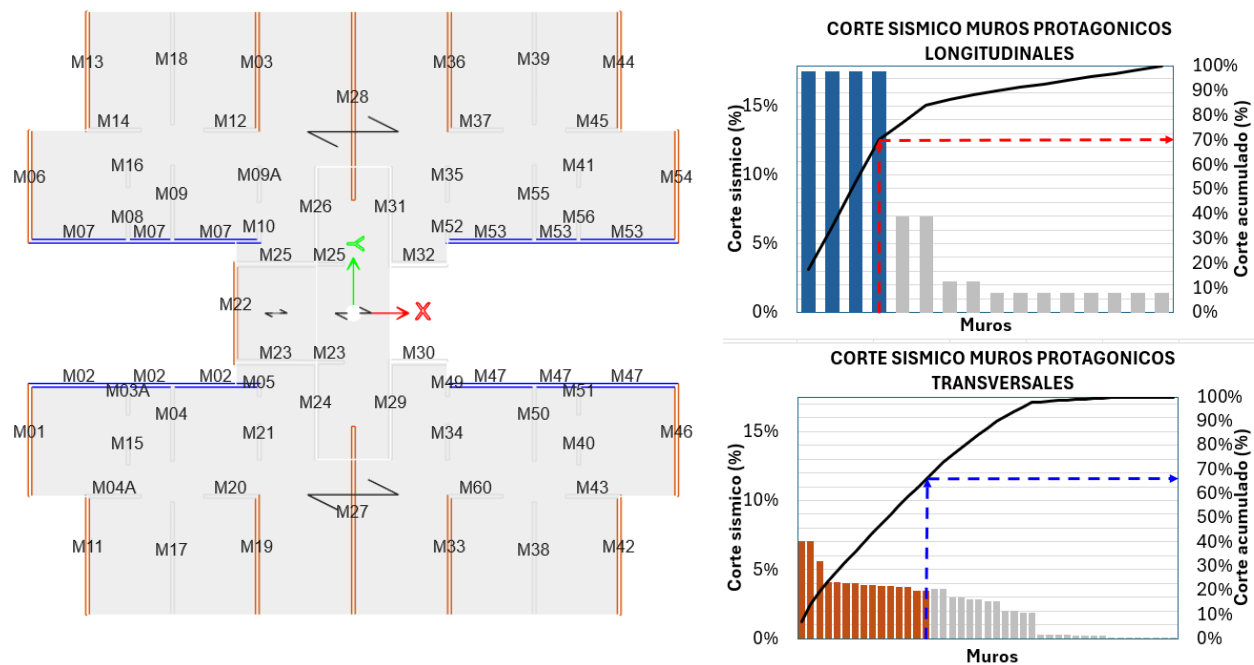 M13
M18
M03
M36
M39
M44
M28
M14
M12
M37
M45
M16
M41
M06
M09A
M35
M54
M09
M55
M26
M31
M08
M10
M52
M56
M07
M07
M07
M53
M53
M53
Y
M25
M25
M32
M22
X
M23
M23
M30
M02
M02
M02
M05
M49
M47
M47
M47
M03A
M51
M04
M24
M29
M50
M01
M46
M15
M21
M34
M40
M04A
M20
M60
M43
M27
M11
M17
M19
M33
M38
M42
CORTE SISMICO MUROS PROTAGONICOS
LONGITUDINALES
Corte sismico (%)
15%
10%
5%
0%
Muros
100%
90%
80%
70%
60%
50%
40%
30%
20%
10%
0%
Corte acumulado (%)
CORTE SISMICO MUROS PROTAGONICOS
TRANSVERSALES
Corte sismico (%)
15%
10%
5%
0%
Muros
100%
90%
80%
70%
60%
50%
40%
30%
20%
10%
0%
Corte acumulado (%)